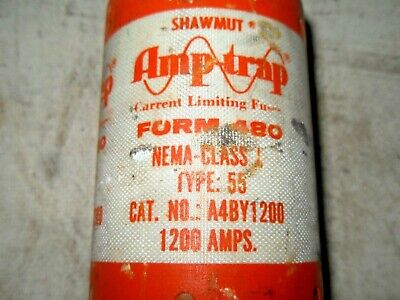 SHAWMUT ®
Amp-trap ®
Current Limiting Fuse
FORM 480
NEMA-CLASS
TYPE: 55
CAT. NO.: A4BY1200
1200 AMPS.